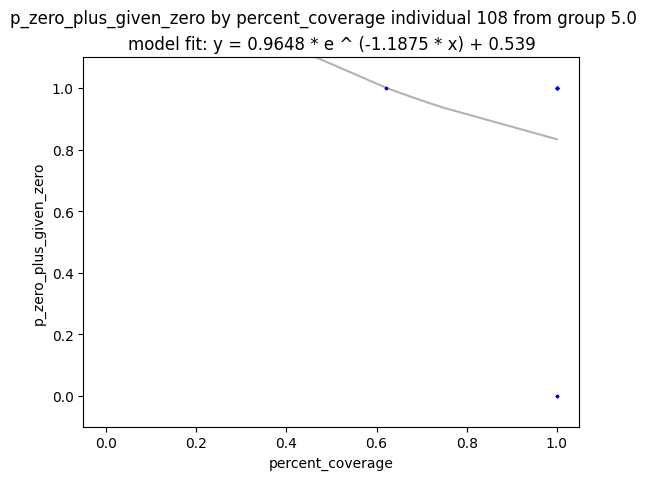 p_zero_plus_given_zero by percent_coverage individual 108 from group 5.0
model fit: y = 0.9648 * e ^ (-1.1875 * x) + 0.539
p_zero_plus_given_zero
1.0
0.8
0.6
0.4
0.2
0.0
0.0 0.2 0.4 0.6 0.8 1.0
percent_coverage